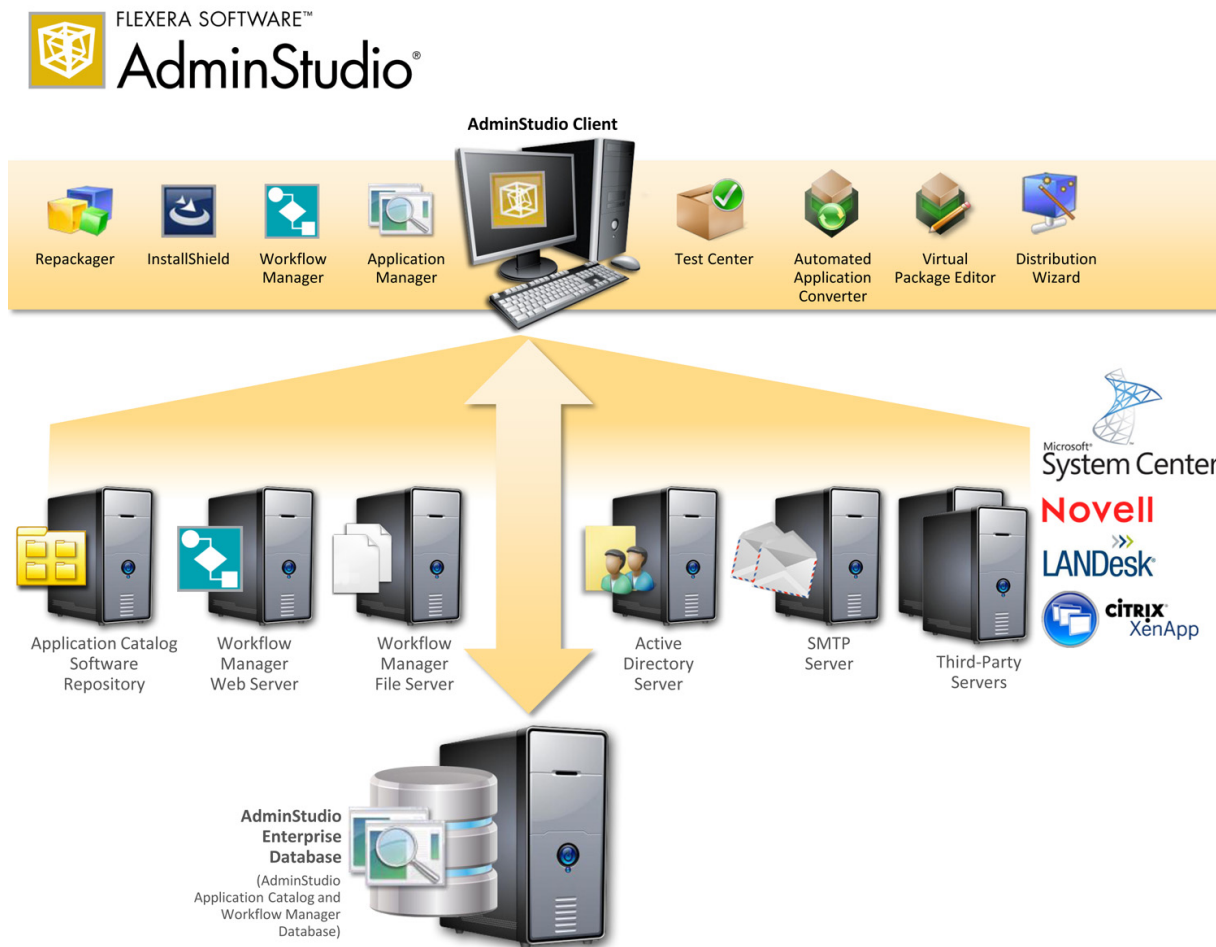 FLEXERA SOFTWARE™
AdminStudio®
AdminStudio Client
Repackager
InstallShield
Workflow
Manager
Application
Manager
Test Center
Automated
Application
Converter
Virtual
Package Editor
Distribution
Wizard
Microsoft®
System Center
Novell
LANDesk®
CİTRIX®
XenApp
Application Catalog
Software
Repository
Workflow
Manager
Web Server
Workflow
Manager
File Server
Active
Directory
Server
SMTP
Server
Third-Party
Servers
AdminStudio
Enterprise
Database
(AdminStudio
Application Catalog and
Workflow Manager
Database)